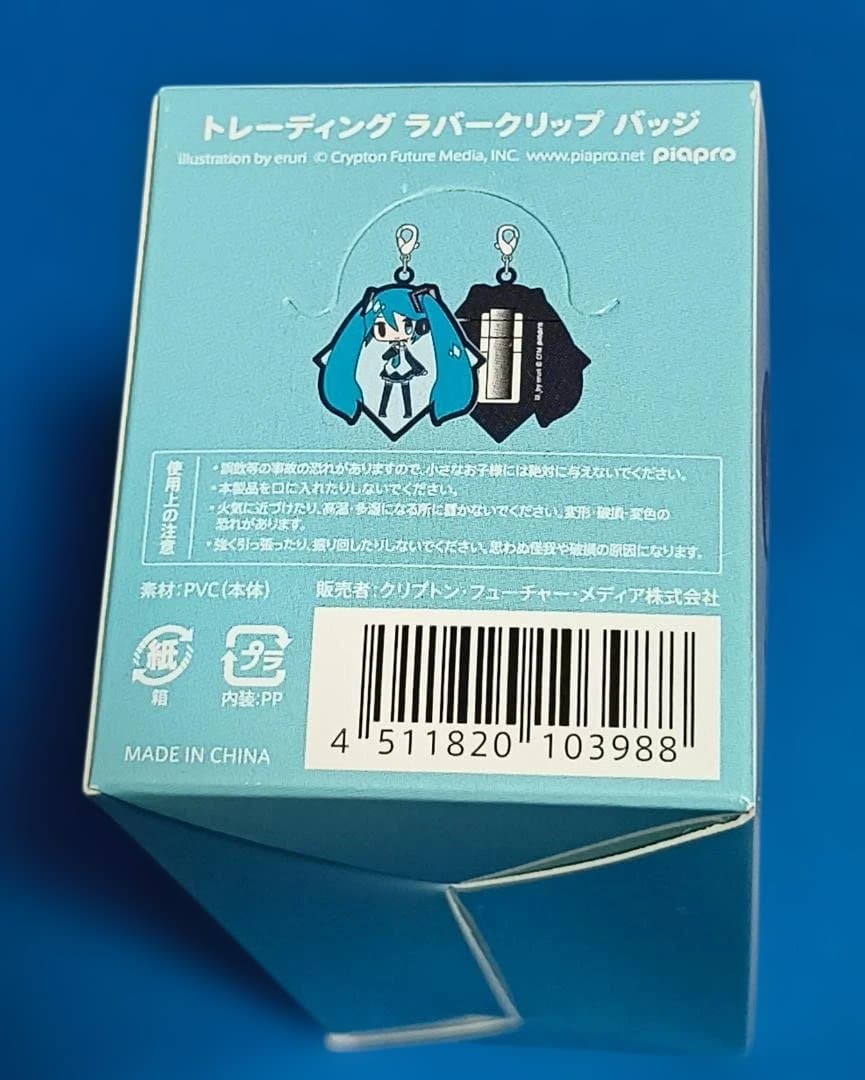 トレーディング ラバークリップ バッジ
illustration by eruri © Crypton Future Media, INC. www.piapro.net piapro
使用上の注意
・誤飲等の事故の恐れがありますので、小さなお子様には絶対に与えないでください。
・本製品を口に入れたりしないでください。
・火気に近づけたり、高温・多湿になる所に置かないでください。変形・破損・変色の
恐れがあります。
・強く引っ張ったり、振り回したりしないでください。思わぬ怪我や破損の原因になります。
素材：PVC（本体）
販売者：クリプトン・フューチャー・メディア株式会社
紙
箱
プラ
内装：PP
MADE IN CHINA
4 511820 103988